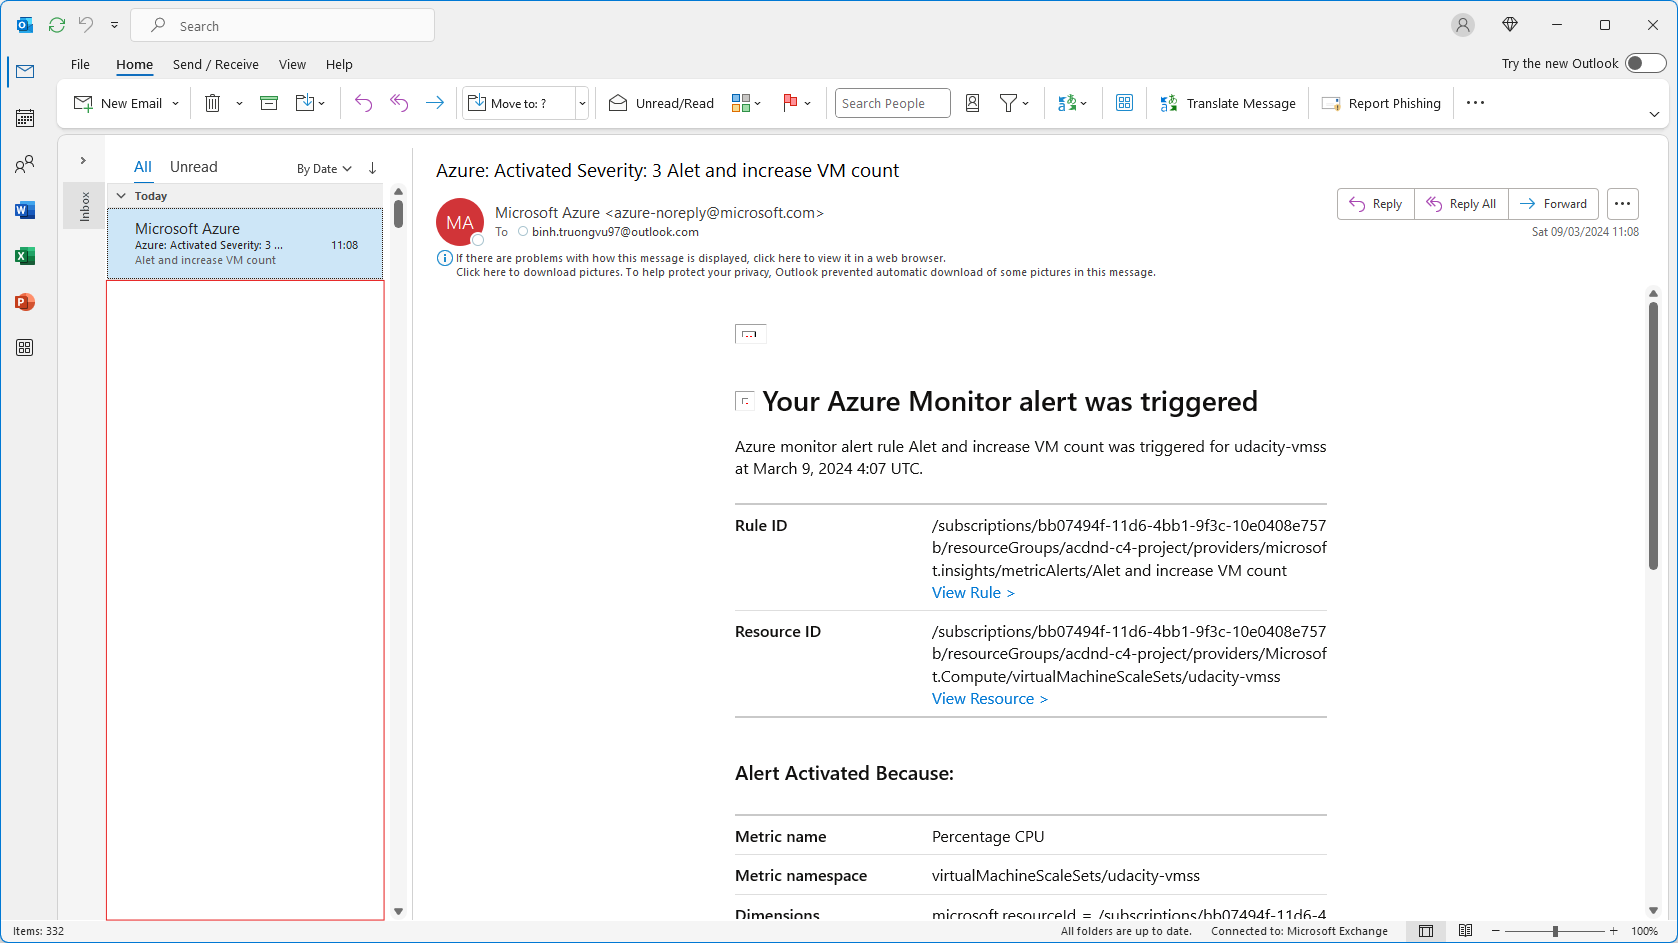 Search
File
Home
Send / Receive
View
Help
Try the new Outlook
New Email
Move to: ?
Unread/Read
Search People
Translate Message
Report Phishing
Inbox
All
Unread
By Date
Today
Microsoft Azure
Azure: Activated Severity: 3 ...
11:08
Alet and increase VM count
Azure: Activated Severity: 3 Alet and increase VM count
MA
Microsoft Azure <azure-noreply@microsoft.com>
To binh.truongvu97@outlook.com
Reply
Reply All
Forward
Sat 09/03/2024 11:08
If there are problems with how this message is displayed, click here to view it in a web browser.
Click here to download pictures. To help protect your privacy, Outlook prevented automatic download of some pictures in this message.
Your Azure Monitor alert was triggered
Azure monitor alert rule Alet and increase VM count was triggered for udacity-vmss
at March 9, 2024 4:07 UTC.
Rule ID
/subscriptions/bb07494f-11d6-4bb1-9f3c-10e0408e757
b/resourceGroups/acdnd-c4-project/providers/microsof
t.insights/metricAlerts/Alet and increase VM count
View Rule >
Resource ID
/subscriptions/bb07494f-11d6-4bb1-9f3c-10e0408e757
b/resourceGroups/acdnd-c4-project/providers/Microsof
t.Compute/virtualMachineScaleSets/udacity-vmss
View Resource >
Alert Activated Because:
Metric name
Percentage CPU
Metric namespace
virtualMachineScaleSets/udacity-vmss
Dimensions
microsoft.resourceId = /subscriptions/bb07494f-11d6-4
Items: 332
All folders are up to date.
Connected to: Microsoft Exchange
100%